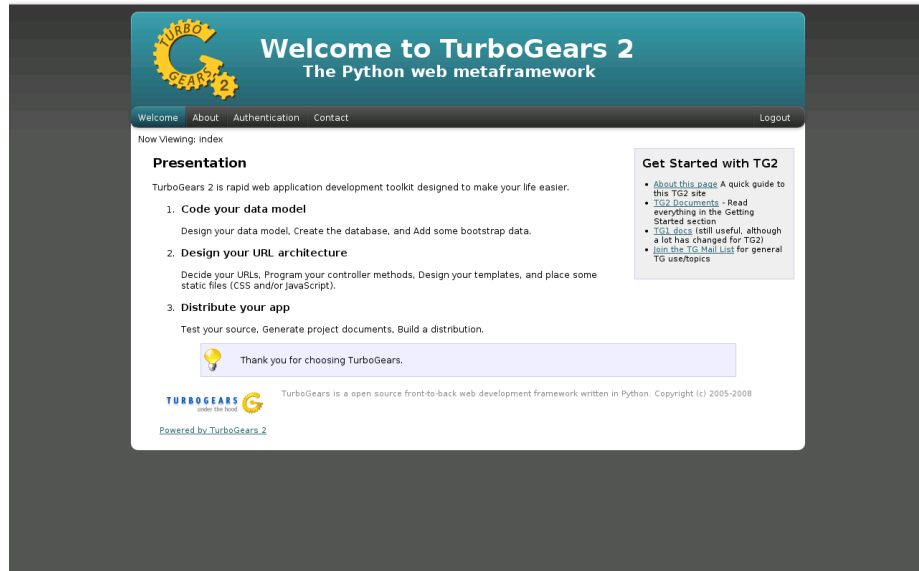 TURBO
GEARS
2
Welcome to TurboGears 2
The Python web metaframework
Welcome About Authentication Contact Logout
Now Viewing: index
Presentation
TurboGears 2 is rapid web application development toolkit designed to make your life easier.
1. Code your data model
Design your data model, Create the database, and Add some bootstrap data.
2. Design your URL architecture
Decide your URLs, Program your controller methods, Design your templates, and place some
static files (CSS and/or JavaScript).
3. Distribute your app
Test your source, Generate project documents, Build a distribution.
Thank you for choosing TurboGears.
Get Started with TG2
• About this page A quick guide to
this TG2 site
• TG2 Documents - Read
everything in the Getting
Started section
• TG1 docs (still useful, although
a lot has changed for TG2)
• Join the TG Mail List for general
TG use/topics
TURBOGEARS
under the hood
TurboGears is a open source front-to-back web development framework written in Python. Copyright (c) 2005-2008
Powered by TurboGears 2